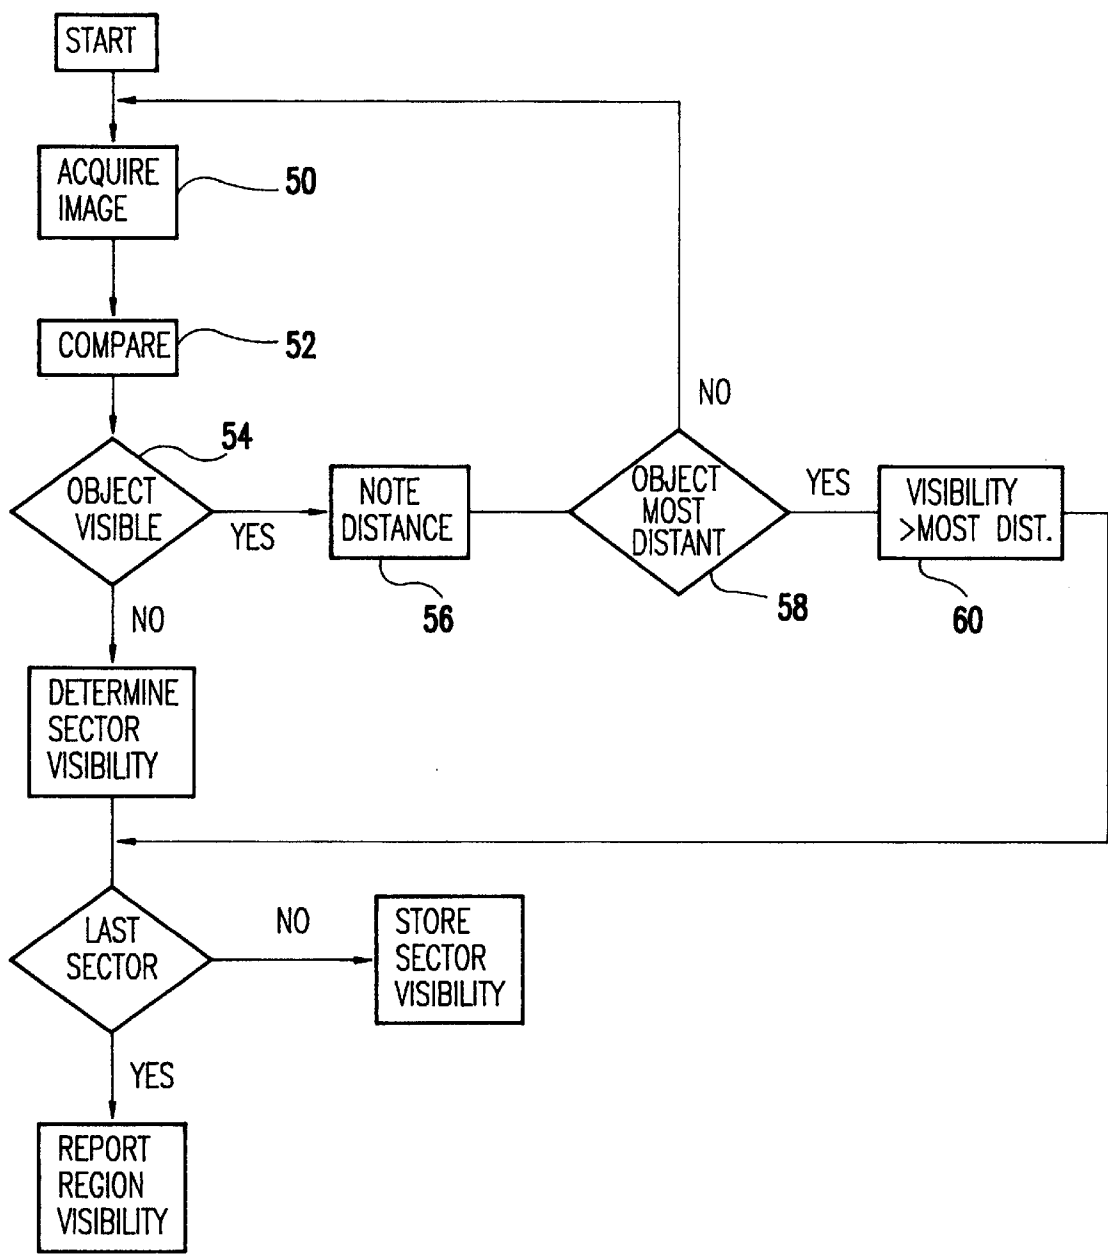 START
ACQUIRE
IMAGE
50
COMPARE
52
54
OBJECT
VISIBLE
YES
NO
NOTE
DISTANCE
56
NO
OBJECT
MOST
DISTANT
58
YES
VISIBILITY
>MOST DIST.
60
DETERMINE
SECTOR
VISIBILITY
LAST
SECTOR
NO
STORE
SECTOR
VISIBILITY
YES
REPORT
REGION
VISIBILITY